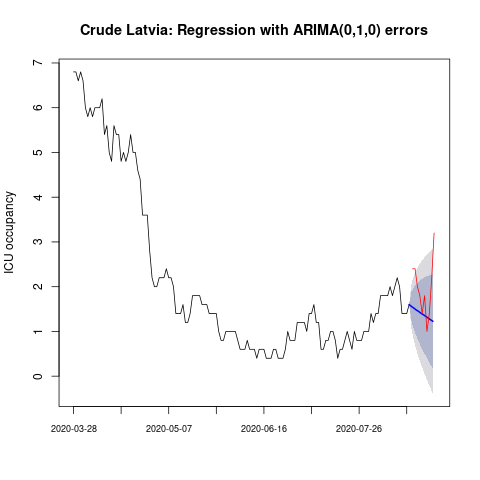 Crude Latvia: Regression with ARIMA(0,1,0) errors
ICU occupancy
7
6
5
4
3
2
1
0
2020-03-28 2020-05-07 2020-06-16 2020-07-26